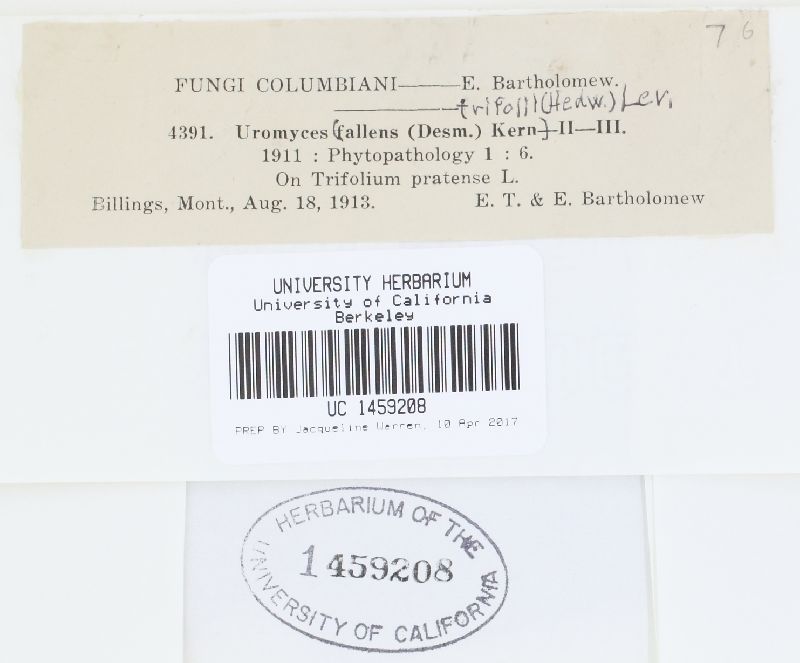 7 6
FUNGI COLUMBIANI——E. Bartholomew.
trifolii (Hedw.) Lev.
4391. Uromyces (fallens (Desm.) Kern) II—III.
1911 : Phytopathology 1 : 6.
On Trifolium pratense L.
Billings, Mont., Aug. 18, 1913. E. T. & E. Bartholomew
UNIVERSITY HERBARIUM
University of California
Berkeley
UC 1459208
PREP BY Jacqueline Warren, 10 Apr 2017
HERBARIUM OF THE
1459208
UNIVERSITY OF CALIFORNIA